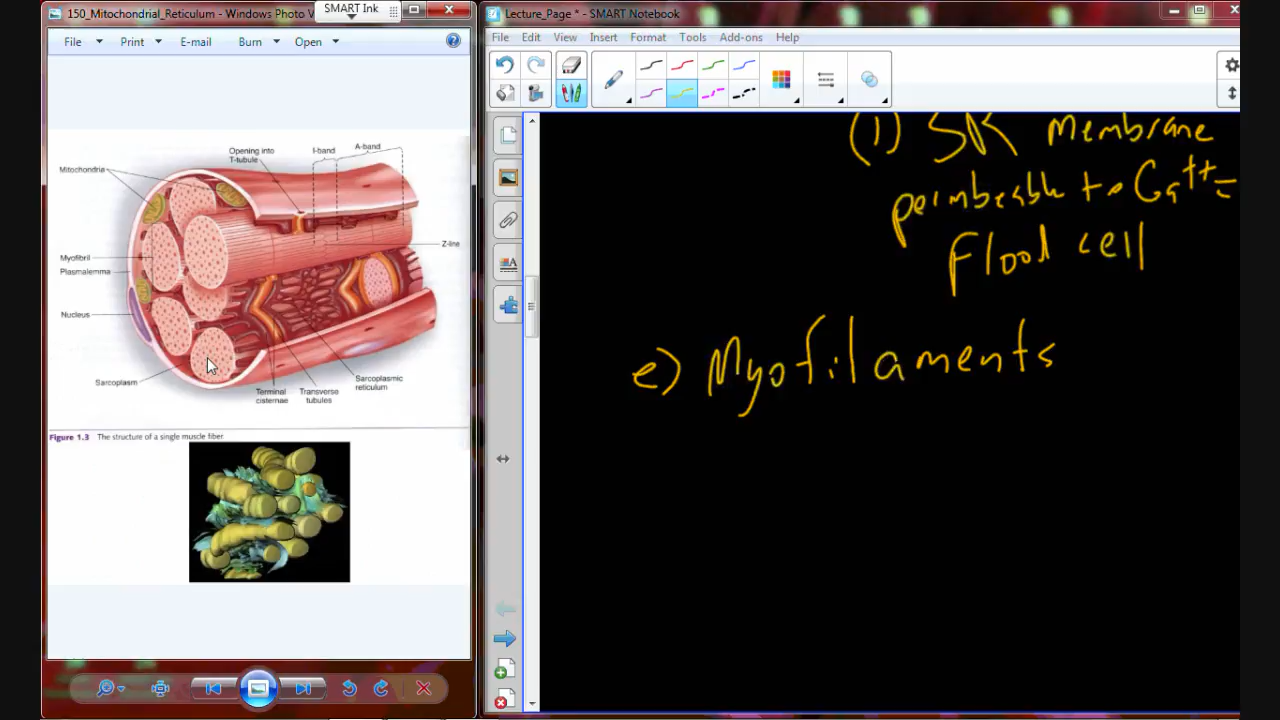 150_Mitochondrial_Reticulum - Windows Photo V
SMART Ink
File Print E-mail Burn Open
Opening into
T-tubule
I-band
A-band
Mitochondria
Z-line
Myofibril
Plasmalemma
Nucleus
Sarcoplasm
Terminal
cisternae
Transverse
tubules
Sarcoplasmic
reticulum
Figure 1.3 The structure of a single muscle fiber.
Lecture_Page * - SMART Notebook
File Edit View Insert Format Tools Add-ons Help
(1) SR Membrane
permbeable to Ca++ =
flood cell
e) Myofilaments